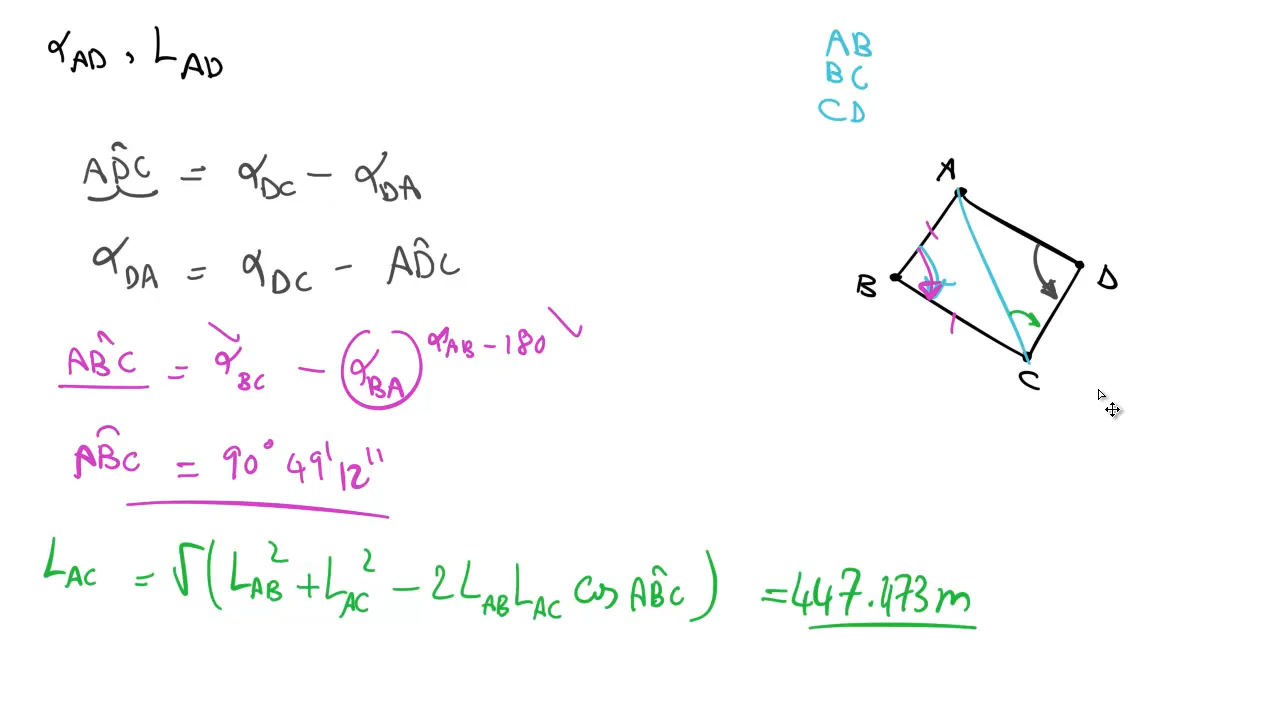 α_AD , L_AD
AB
BC
CD
AD̂C = α_DC - α_DA
α_DA = α_DC - AD̂C
AB̂C = α_BC - α_BA α_AB - 180
AB̂C = 90° 49' 12"
L_AC = √(L_AB² + L_AC² - 2 L_AB L_AC cos AB̂C) = 447.473m
A
B
D
C